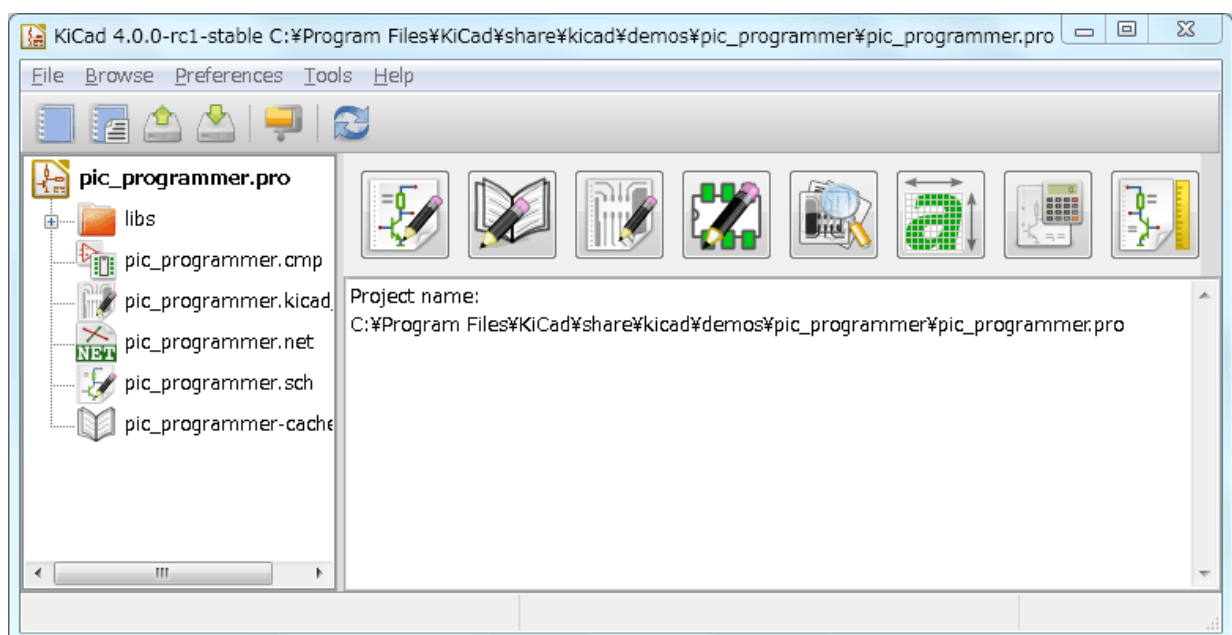 KiCad 4.0.0-rc1-stable C:¥Program Files¥KiCad¥share¥kicad¥demos¥pic_programmer¥pic_programmer.pro
File Browse Preferences Tools Help
pic_programmer.pro
libs
pic_programmer.cmp
pic_programmer.kicad_
NET pic_programmer.net
pic_programmer.sch
pic_programmer-cache
a
Project name:
C:¥Program Files¥KiCad¥share¥kicad¥demos¥pic_programmer¥pic_programmer.pro